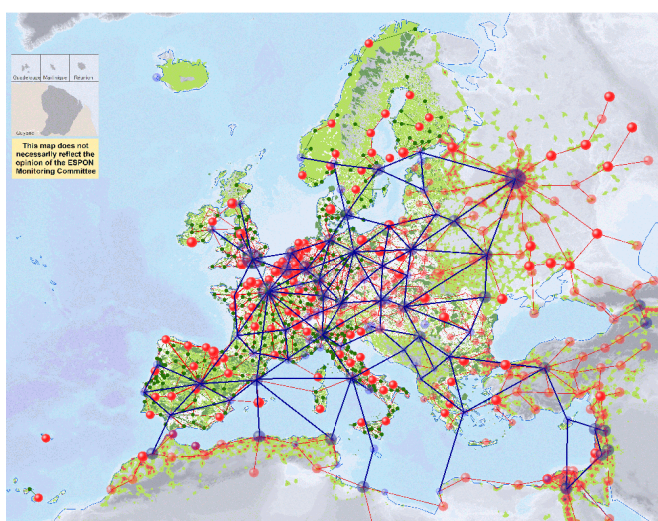 Guadeloupe Martinique Réunion
Guyane
This map does not
necessarily reflect the
opinion of the ESPON
Monitoring Committee